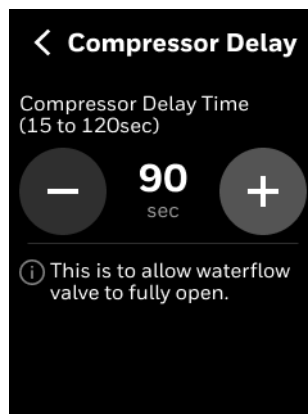 Compressor Delay
Compressor Delay Time
(15 to 120sec)
90
sec
This is to allow waterflow
valve to fully open.